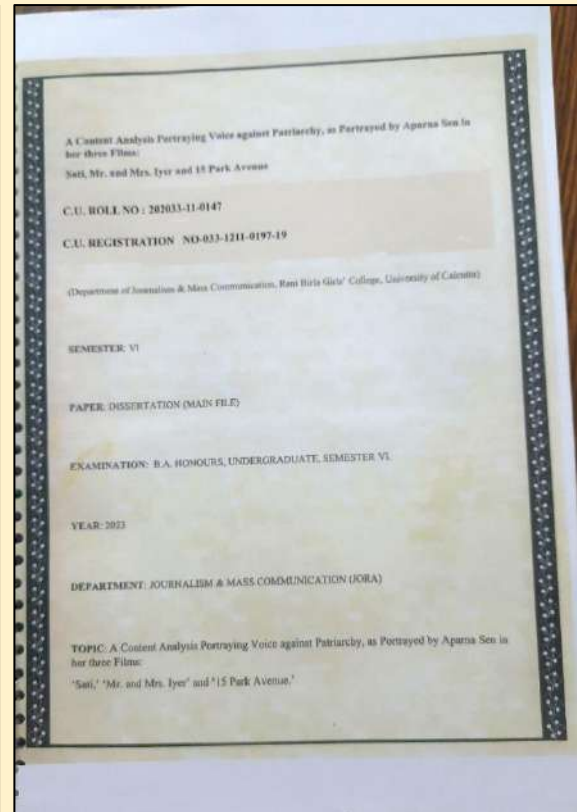 A Content Analysis Portraying Voice against Patriarchy, as Portrayed by Aparna Sen in
her three Films:
Sati, Mr. and Mrs. Iyer and 15 Park Avenue
C.U. ROLL NO : 202033-11-0147
C.U. REGISTRATION NO-033-1211-0197-19
(Department of Journalism & Mass Communication, Rani Birla Girls' College, University of Calcutta)
SEMESTER: VI
PAPER: DISSERTATION (MAIN FILE)
EXAMINATION: B.A. HONOURS, UNDERGRADUATE, SEMESTER VI.
YEAR: 2023
DEPARTMENT: JOURNALISM & MASS COMMUNICATION (JORA)
TOPIC: A Content Analysis Portraying Voice against Patriarchy, as Portrayed by Aparna Sen in
her three Films:
'Sati,' 'Mr. and Mrs. Iyer' and '15 Park Avenue.'